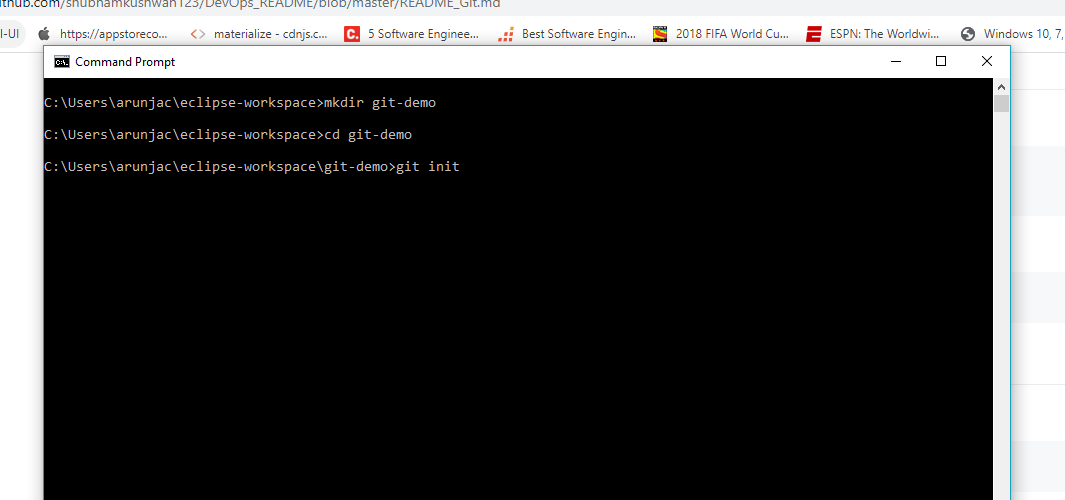 ithub.com/shubhamkushwah123/DevOps_README/blob/master/README_Git.md
I-UI https://appstoreco... materialize - cdnjs.c... 5 Software Enginee... Best Software Engin... 2018 FIFA World Cu... ESPN: The Worldwi... Windows 10, 7,
Command Prompt
C:\Users\arunjac\eclipse-workspace>mkdir git-demo
C:\Users\arunjac\eclipse-workspace>cd git-demo
C:\Users\arunjac\eclipse-workspace\git-demo>git init